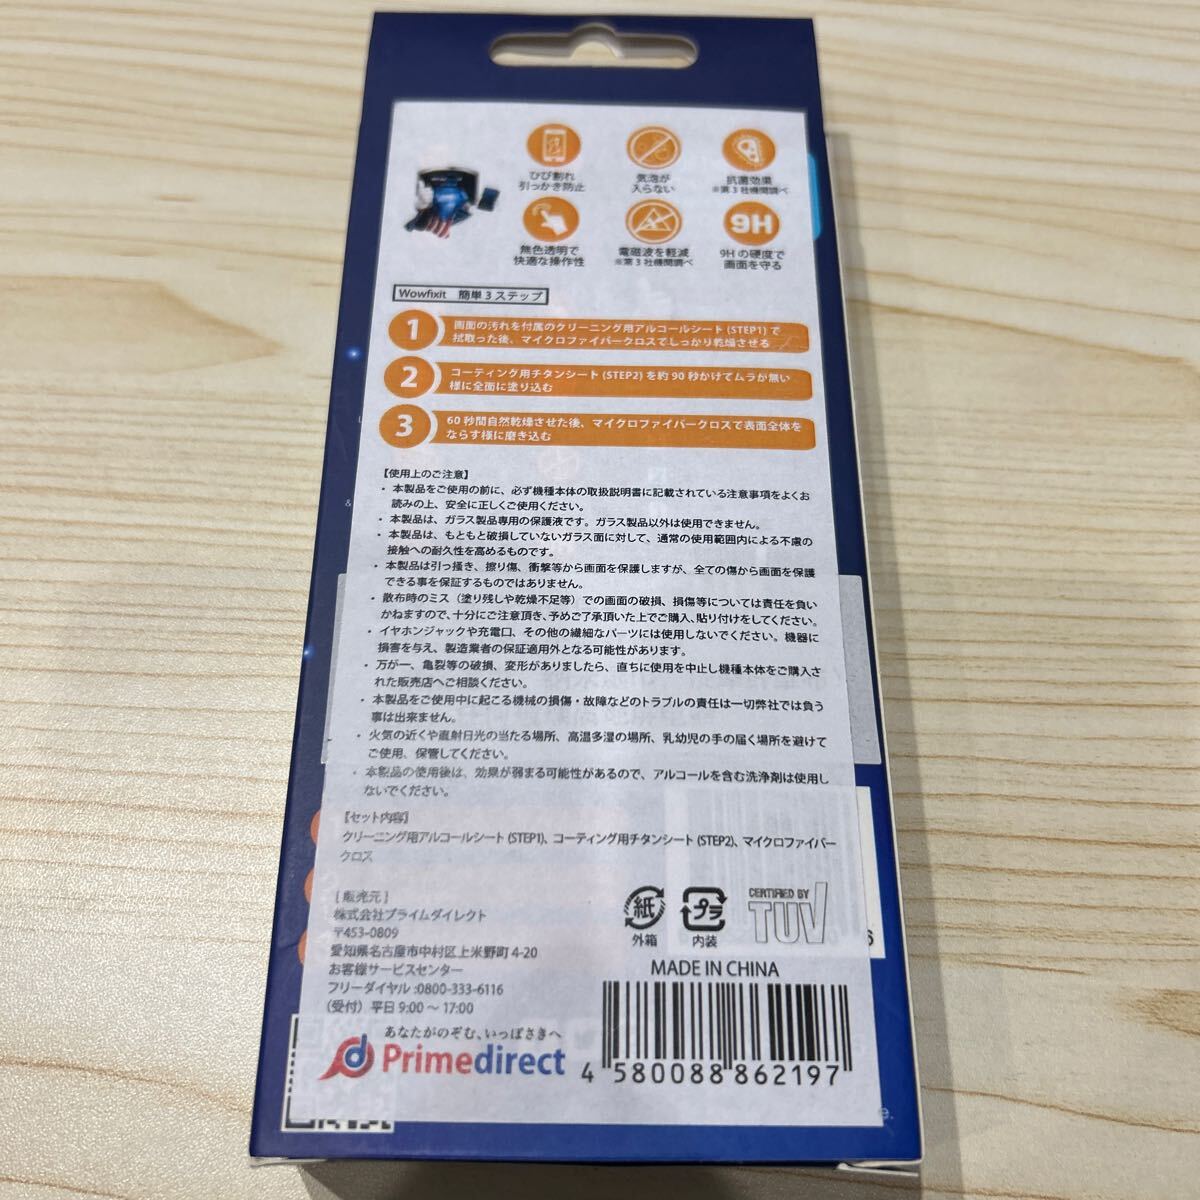 ひび割れ
引っかき防止
気泡が
入らない
抗菌効果
※第3社機関調べ
無色透明で
快適な操作性
電磁波を軽減
※第3社機関調べ
9H
9Hの硬度で
画面を守る
Wowfixit 簡単3ステップ
1 画面の汚れを付属のクリーニング用アルコールシート(STEP1)で
拭取った後、マイクロファイバークロスでしっかり乾燥させる
2 コーティング用チタンシート(STEP2)を約90秒かけてムラが無い
様に全面に塗り込む
3 60秒間自然乾燥させた後、マイクロファイバークロスで表面全体を
ならす様に磨き込む
【使用上のご注意】
・本製品をご使用の前に、必ず機種本体の取扱説明書に記載されている注意事項をよくお
読みの上、安全に正しくご使用ください。
・本製品は、ガラス製品専用の保護液です。ガラス製品以外は使用できません。
・本製品は、もともと破損していないガラス面に対して、通常の使用範囲内による不慮の
接触への耐久性を高めるものです。
・本製品は引っ掻き、擦り傷、衝撃等から画面を保護しますが、全ての傷から画面を保護
できる事を保証するものではありません。
・散布時のミス（塗り残しや乾燥不足等）での画面の破損、損傷等については責任を負い
かねますので、十分にご注意頂き、予めご了承頂いた上でご購入、貼り付けをしてください。
・イヤホンジャックや充電口、その他の繊細なパーツには使用しないでください。機器に
損害を与え、製造業者の保証適用外となる可能性があります。
・万が一、亀裂等の破損、変形がありましたら、直ちに使用を中止し機種本体をご購入さ
れた販売店へご相談ください。
・本製品をご使用中に起こる機械の損傷・故障などのトラブルの責任は一切弊社では負う
事は出来ません。
・火気の近くや直射日光の当たる場所、高温多湿の場所、乳幼児の手の届く場所を避けて
ご使用、保管してください。
・本製品の使用後は、効果が弱まる可能性があるので、アルコールを含む洗浄剤は使用し
ないでください。
【セット内容】
クリーニング用アルコールシート(STEP1)、コーティング用チタンシート(STEP2)、マイクロファイバー
クロス
[販売元]
株式会社プライムダイレクト
〒453-0809
愛知県名古屋市中村区上米野町4-20
お客様サービスセンター
フリーダイヤル:0800-333-6116
（受付）平日9:00～17:00
紙
外箱
プラ
内装
CERTIFIED BY
TUV
6
MADE IN CHINA
あなたがのぞむ、いっぽさきへ
Primedirect
4 580088 862197
e.
&